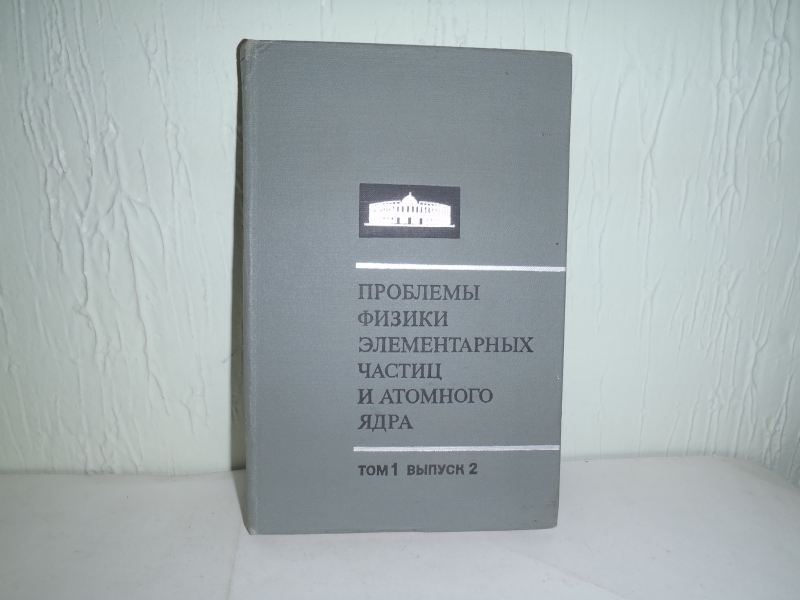 ПРОБЛЕМЫ
ФИЗИКИ
ЭЛЕМЕНТАРНЫХ
ЧАСТИЦ
И АТОМНОГО
ЯДРА
ТОМ 1 ВЫПУСК 2